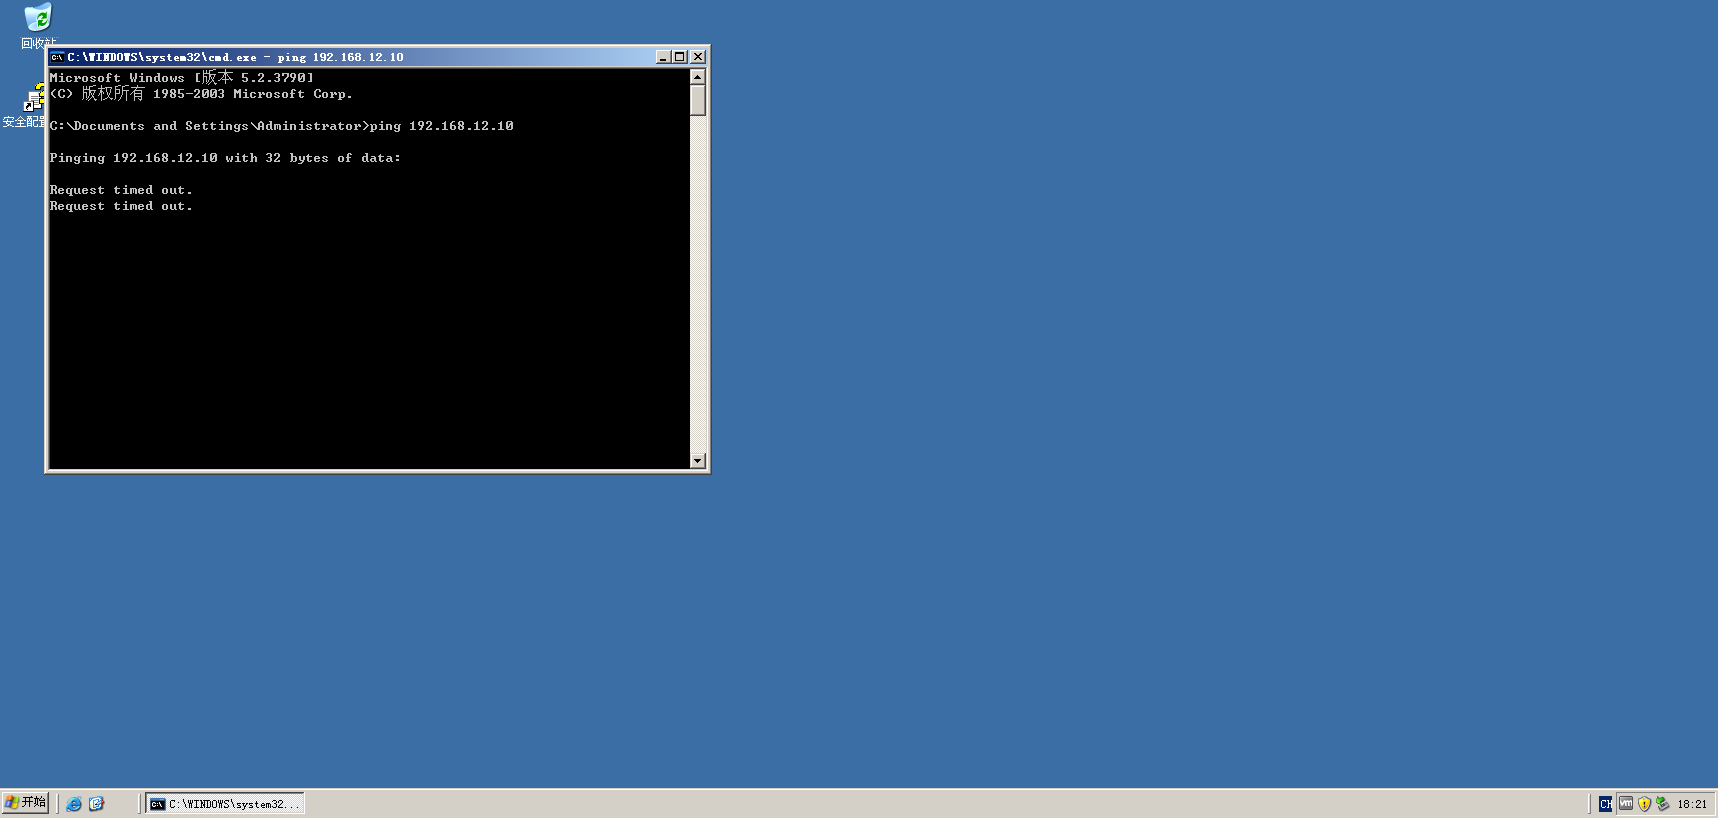 回收站
C:\WINDOWS\system32\cmd.exe - ping 192.168.12.10
Microsoft Windows [版本 5.2.3790]
(C) 版权所有 1985-2003 Microsoft Corp.
C:\Documents and Settings\Administrator>ping 192.168.12.10
Pinging 192.168.12.10 with 32 bytes of data:
Request timed out.
Request timed out.
安全配置
开始
C:\WINDOWS\system32...
CH
vm
18:21